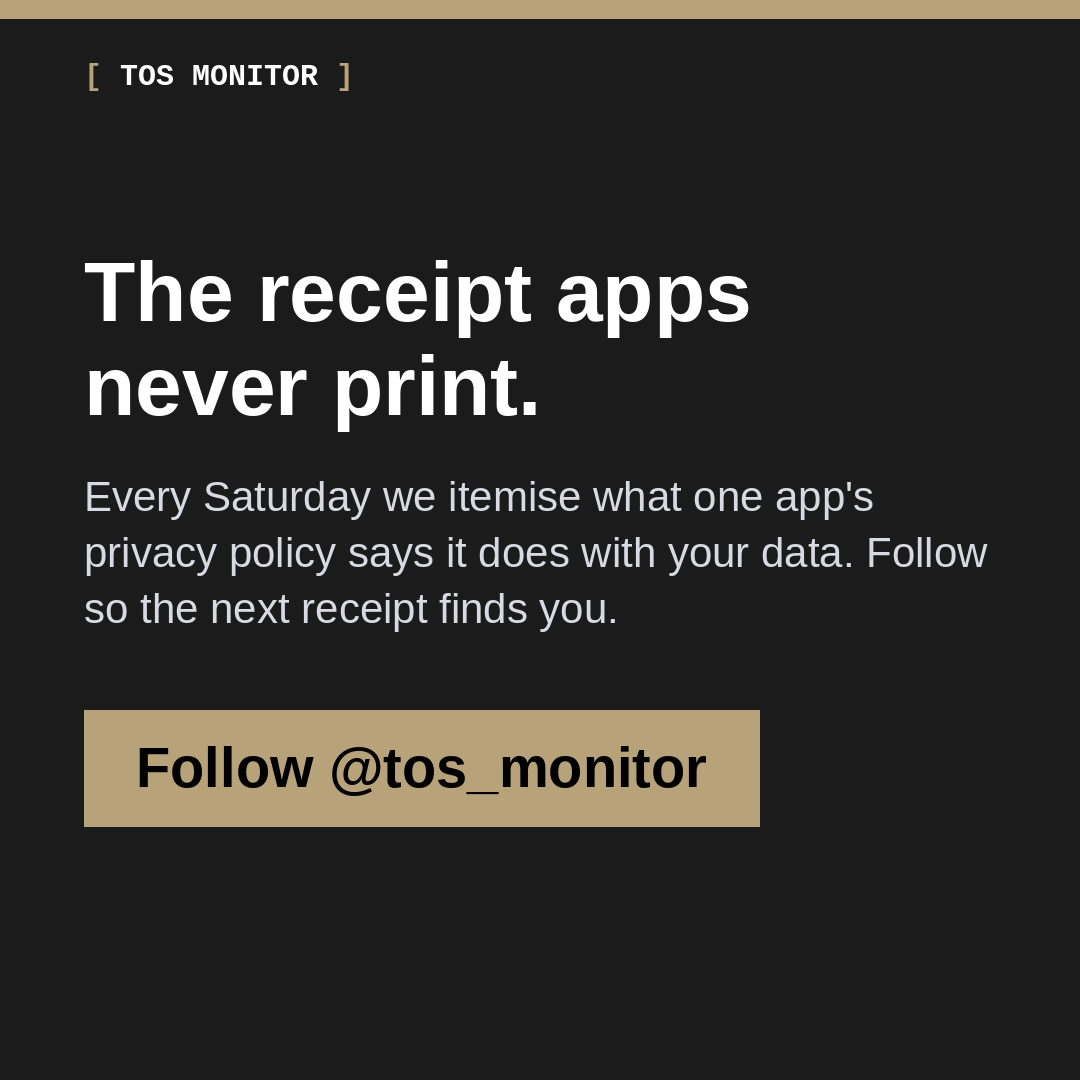 [ TOS MONITOR ]
The receipt apps
never print.
Every Saturday we itemise what one app's
privacy policy says it does with your data. Follow
so the next receipt finds you.
Follow @tos_monitor